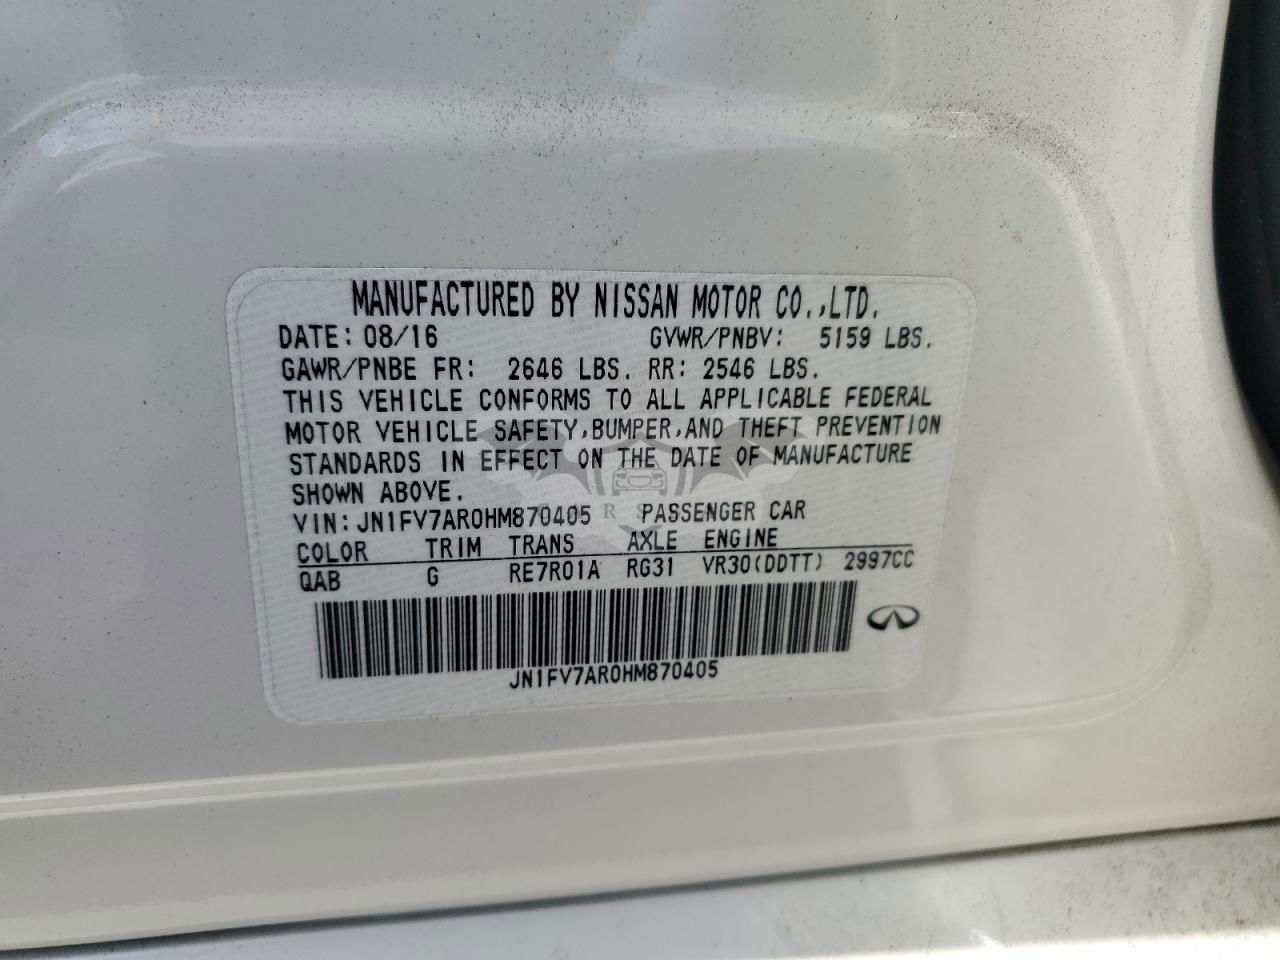 MANUFACTURED BY NISSAN MOTOR CO.,LTD.
DATE: 08/16 GVWR/PNBV: 5159 LBS.
GAWR/PNBE FR: 2646 LBS. RR: 2546 LBS.
THIS VEHICLE CONFORMS TO ALL APPLICABLE FEDERAL
MOTOR VEHICLE SAFETY,BUMPER,AND THEFT PREVENTION
STANDARDS IN EFFECT ON THE DATE OF MANUFACTURE
SHOWN ABOVE.
VIN: JN1FV7AR0HM870405 PASSENGER CAR
COLOR TRIM TRANS AXLE ENGINE
QAB G RE7R01A RG31 VR30(DDTT) 2997CC
JN1FV7AR0HM870405